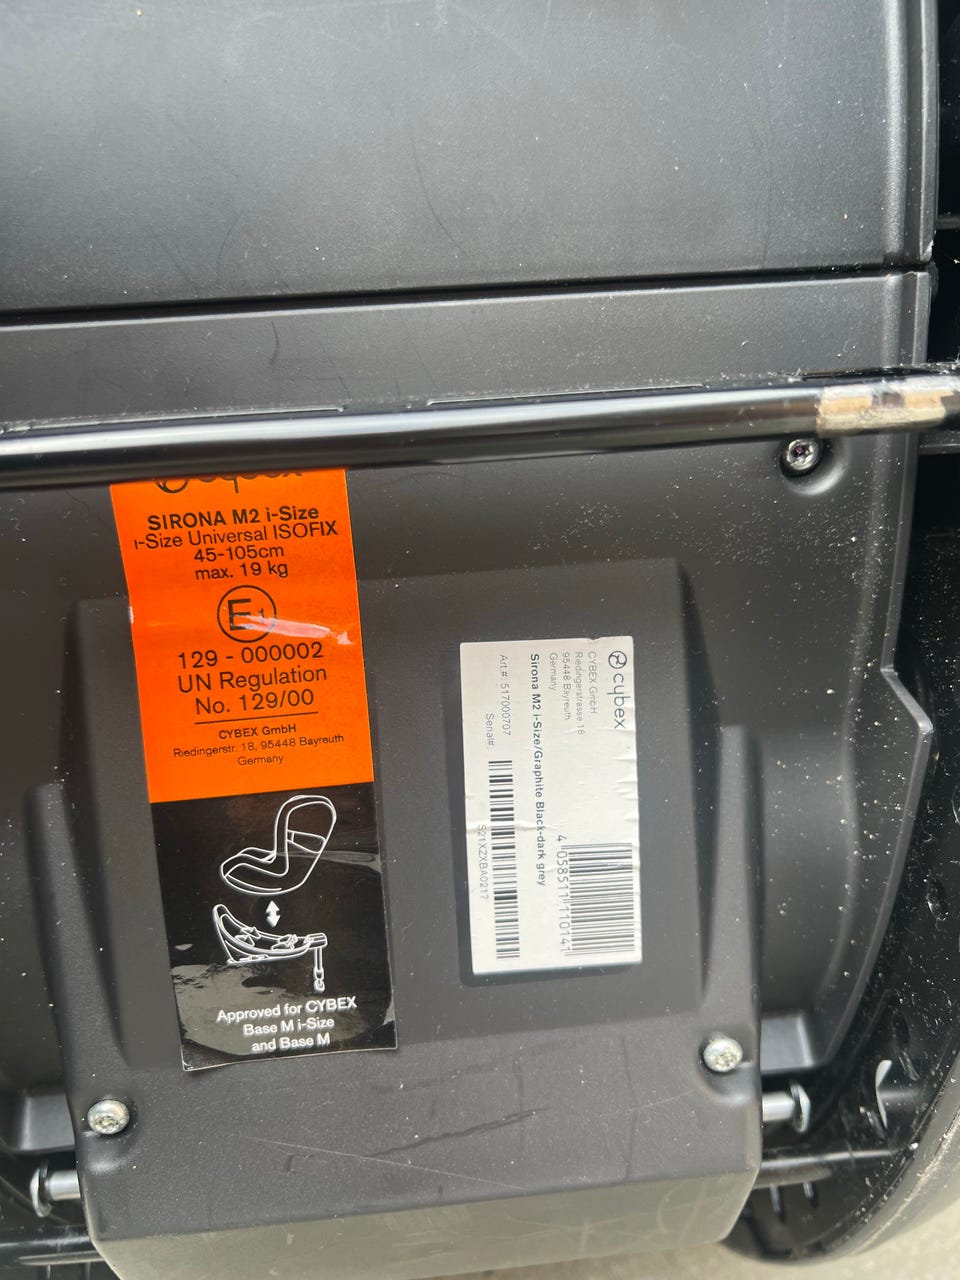 cybex
SIRONA M2 i-Size
i-Size Universal ISOFIX
45-105cm
max. 19 kg
E1
129 - 000002
UN Regulation
No. 129/00
CYBEX GmbH
Riedingerstr. 18, 95448 Bayreuth
Germany
Approved for CYBEX
Base M i-Size
and Base M
cybex
CYBEX GmbH
Riedingerstrasse 18
95448 Bayreuth
Germany
Sirona M2 i-Size/Graphite Black-dark grey
4 058511 110141
Art.#: 517000707
Serial#:
S21XZXBA0217